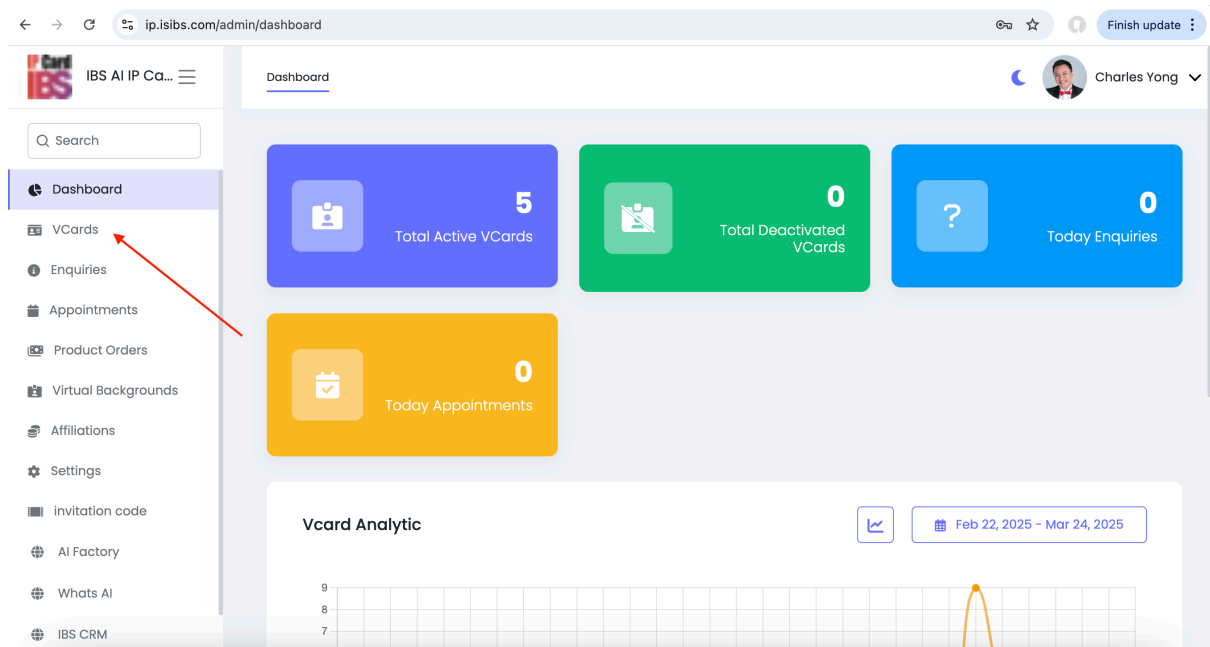 ip.isibs.com/admin/dashboard
Finish update
IP Card
IBS
IBS AI IP Ca...
Dashboard
Charles Yong
Search
Dashboard
VCards
Enquiries
Appointments
Product Orders
Virtual Backgrounds
Affiliations
Settings
invitation code
AI Factory
Whats AI
IBS CRM
5
Total Active VCards
0
Total Deactivated
VCards
?
0
Today Enquiries
0
Today Appointments
Vcard Analytic
Feb 22, 2025 - Mar 24, 2025
9
8
7